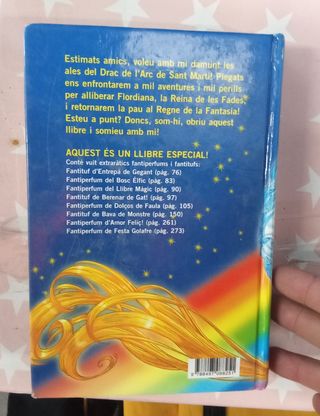 Estimats amics, voleu amb mi damunt les
ales del Drac de l'Arc de Sant Martí! Plegats
ens enfrontarem a mil aventures i mil perills
per alliberar Flordiana, la Reina de les Fades,
i retornarem la pau al Regne de la Fantasia!
Esteu a punt? Doncs, som-hi, obriu aquest
llibre i somieu amb mi!
AQUEST ÉS UN LLIBRE ESPECIAL!
Conté vuit extraràtics fantiperfums i fantitufs:
Fantituf d'Entrepà de Gegant (pàg. 76)
Fantiperfum del Bosc Èlfic (pàg. 83)
Fantiperfum del Llibre Màgic (pàg. 90)
Fantituf de Berenar de Gat! (pàg. 97)
Fantiperfum de Dolços de Faula (pàg. 105)
Fantituf de Bava de Monstre (pàg. 150)
Fantiperfum d'Amor Feliç! (pàg. 261)
Fantiperfum de Festa Golafre (pàg. 273)